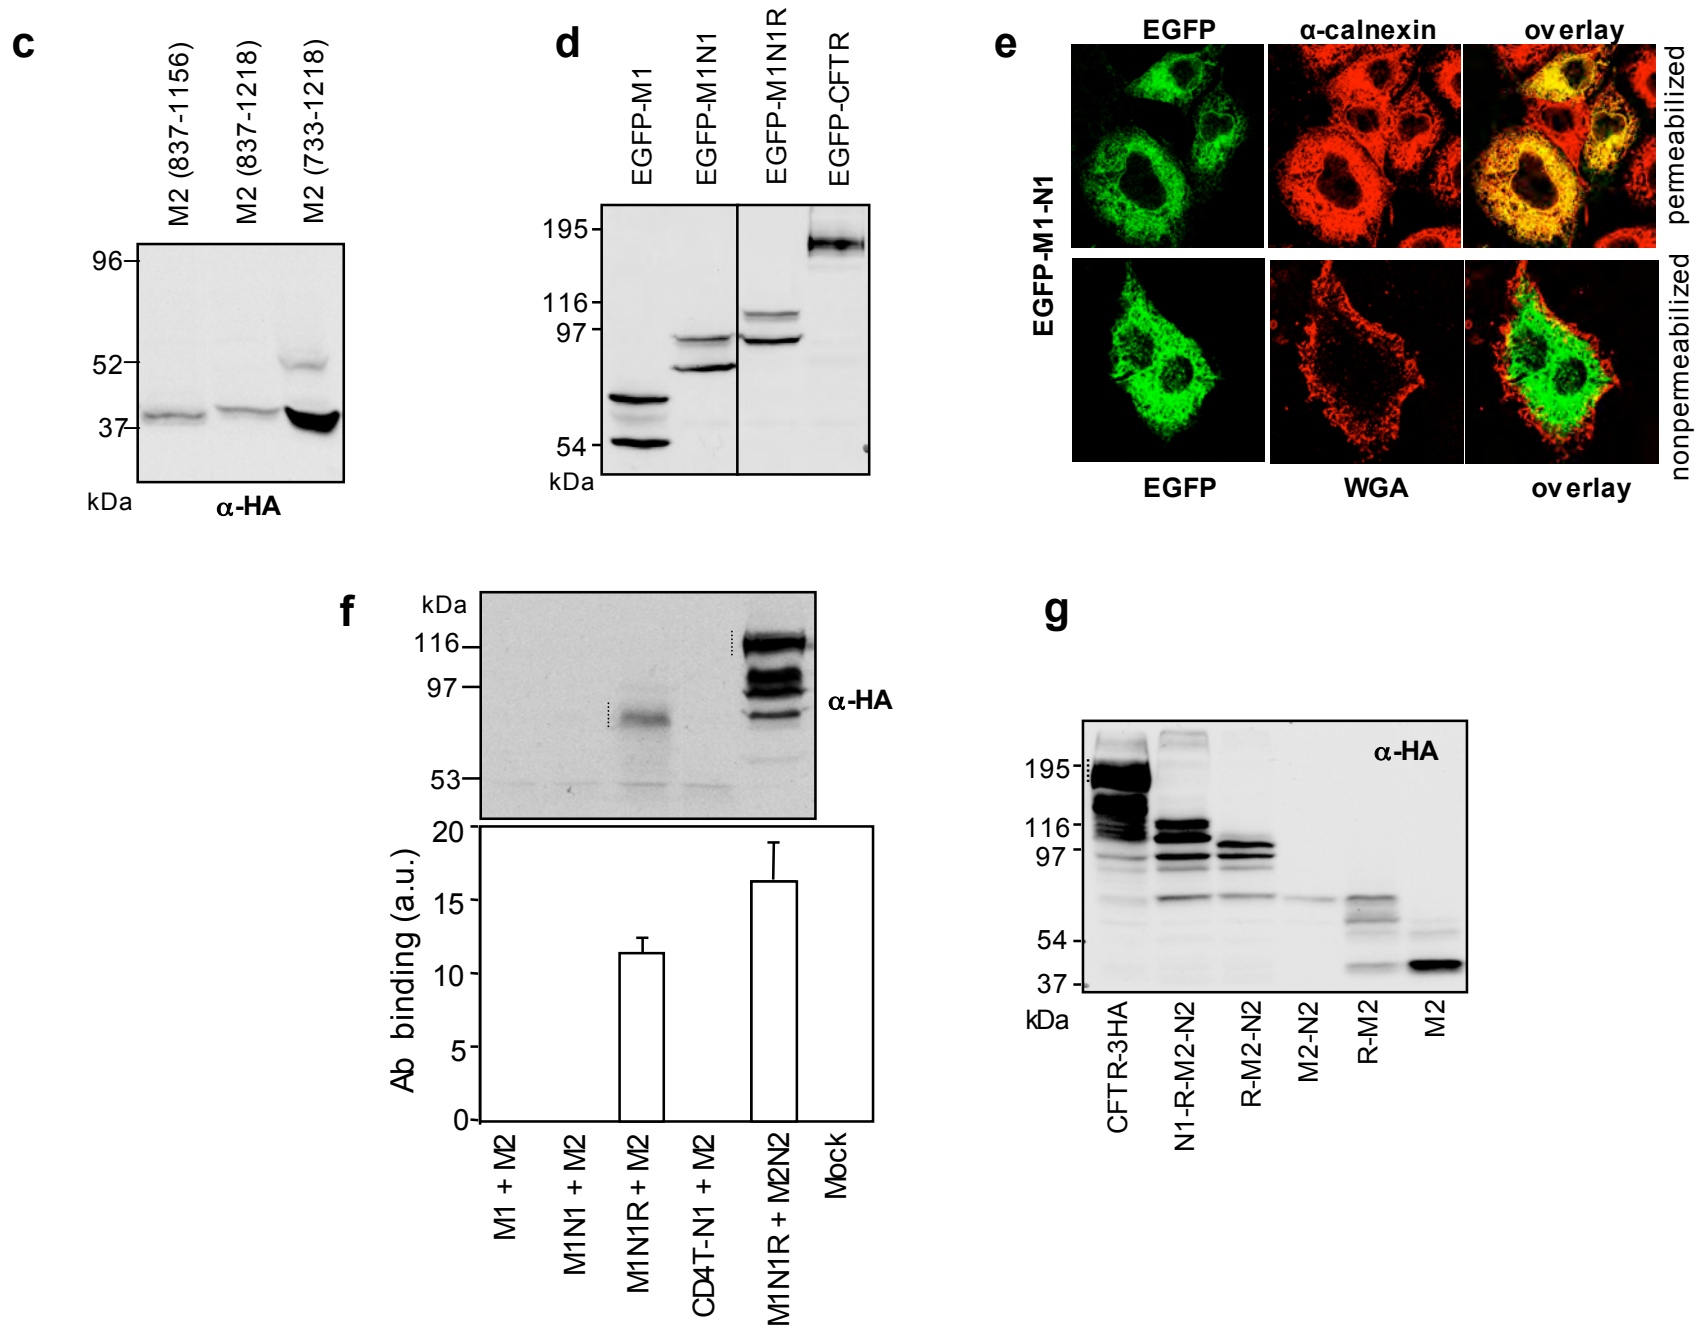 c
M2 (837-1156)
M2 (837-1218)
M2 (733-1218)
96
52
37
kDa
α-HA
d
EGFP-M1
EGFP-M1N1
EGFP-M1N1R
EGFP-CFTR
195
116
97
54
kDa
e
EGFP
α-calnexin
overlay
permeabilized
EGFP-M1-N1
nonpermeabilized
EGFP
WGA
overlay
f
kDa
116
97
53
α-HA
20
15
10
5
0
Ab binding (a.u.)
M1 + M2
M1N1 + M2
M1N1R + M2
CD4T-N1 + M2
M1N1R + M2N2
Mock
g
α-HA
195
116
97
54
37
kDa
CFTR-3HA
N1-R-M2-N2
R-M2-N2
M2-N2
R-M2
M2